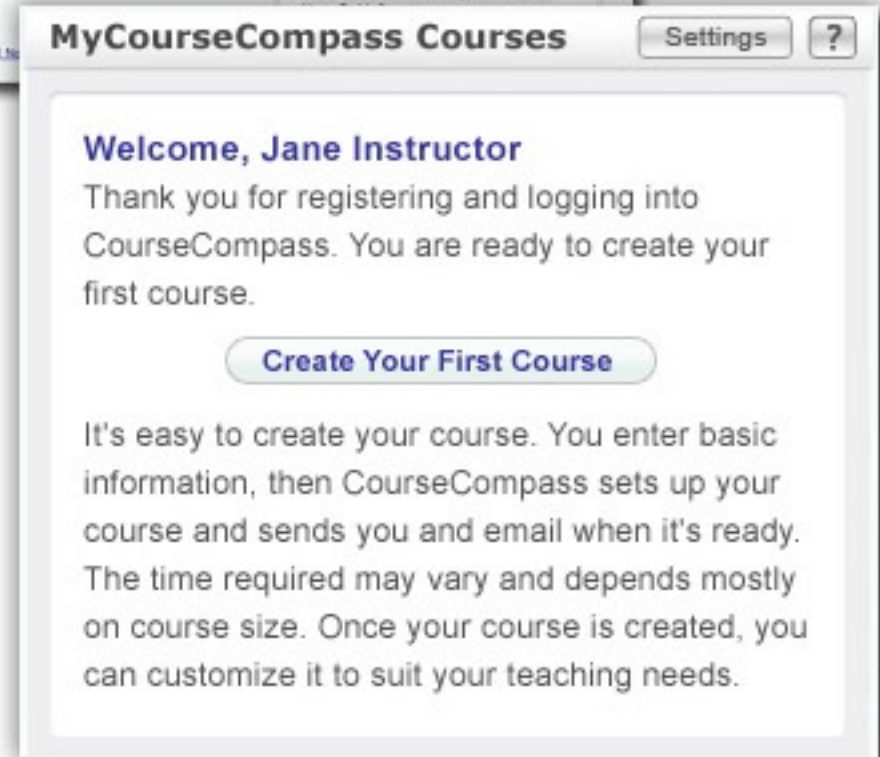 MyCourseCompass Courses Settings ?
Welcome, Jane Instructor
Thank you for registering and logging into
CourseCompass. You are ready to create your
first course.
Create Your First Course
It's easy to create your course. You enter basic
information, then CourseCompass sets up your
course and sends you and email when it's ready.
The time required may vary and depends mostly
on course size. Once your course is created, you
can customize it to suit your teaching needs.